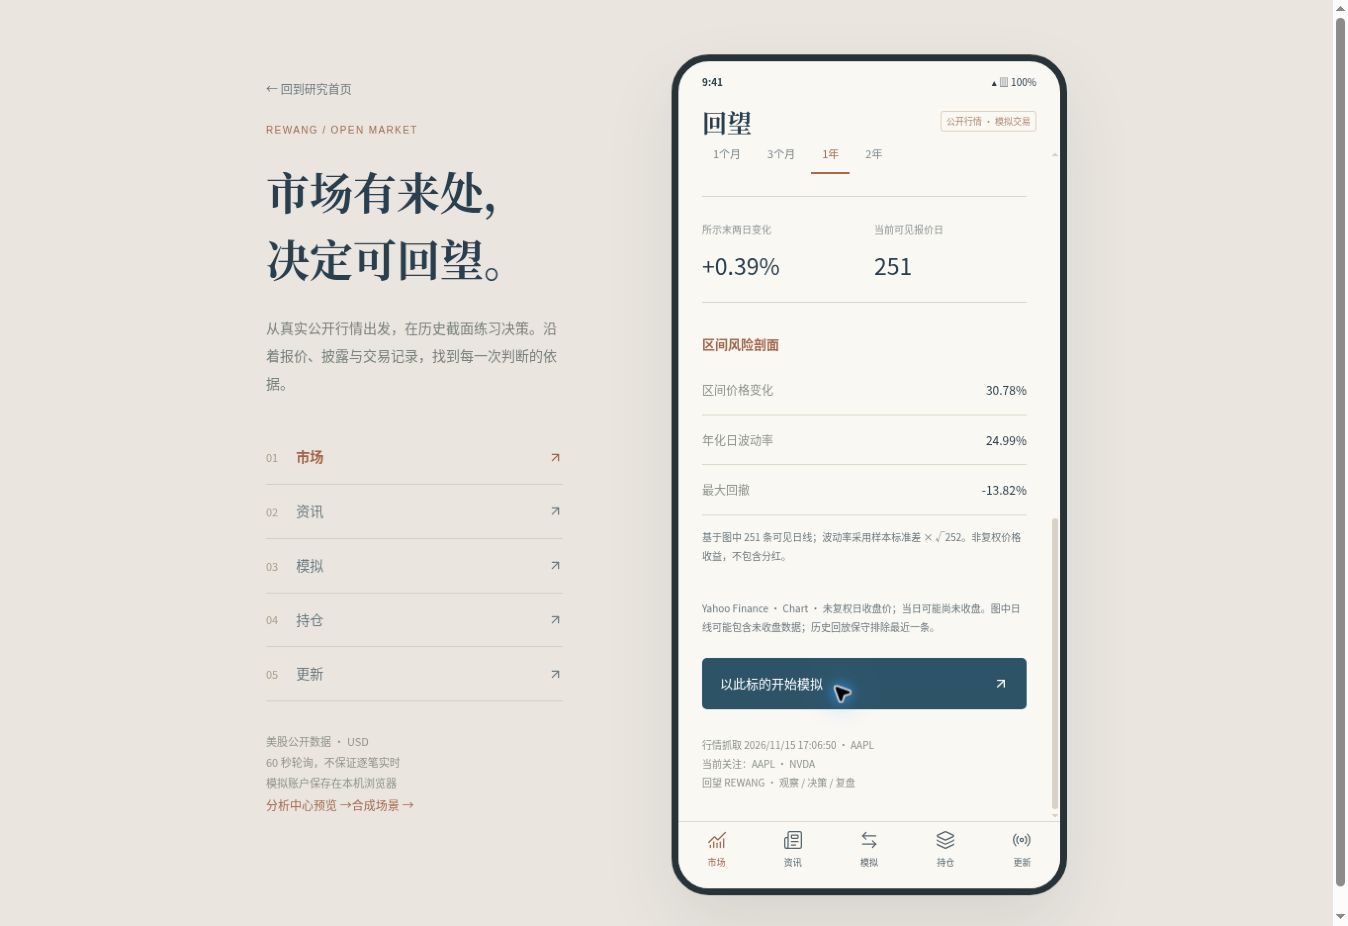 ← 回到研究首页
REWANG / OPEN MARKET
市场有来处,
决定可回望。
从真实公开行情出发，在历史截面练习决策。沿
着报价、披露与交易记录，找到每一次判断的依
据。
01 市场
02 资讯
03 模拟
04 持仓
05 更新
美股公开数据 · USD
60 秒轮询，不保证逐笔实时
模拟账户保存在本机浏览器
分析中心预览 →合成场景 →
9:41
100%
回望
公开行情 · 模拟交易
1个月 3个月 1年 2年
所示末两日变化 当前可见报价日
+0.39% 251
区间风险剖面
区间价格变化 30.78%
年化日波动率 24.99%
最大回撤 -13.82%
基于图中 251 条可见日线；波动率采用样本标准差 × √252。非复权价格
收益，不包含分红。
Yahoo Finance · Chart · 未复权日收盘价；当日可能尚未收盘。图中日
线可能包含未收盘数据；历史回放保守排除最近一条。
以此标的开始模拟
行情抓取 2026/11/15 17:06:50 · AAPL
当前关注：AAPL · NVDA
回望 REWANG · 观察 / 决策 / 复盘
市场 资讯 模拟 持仓 更新